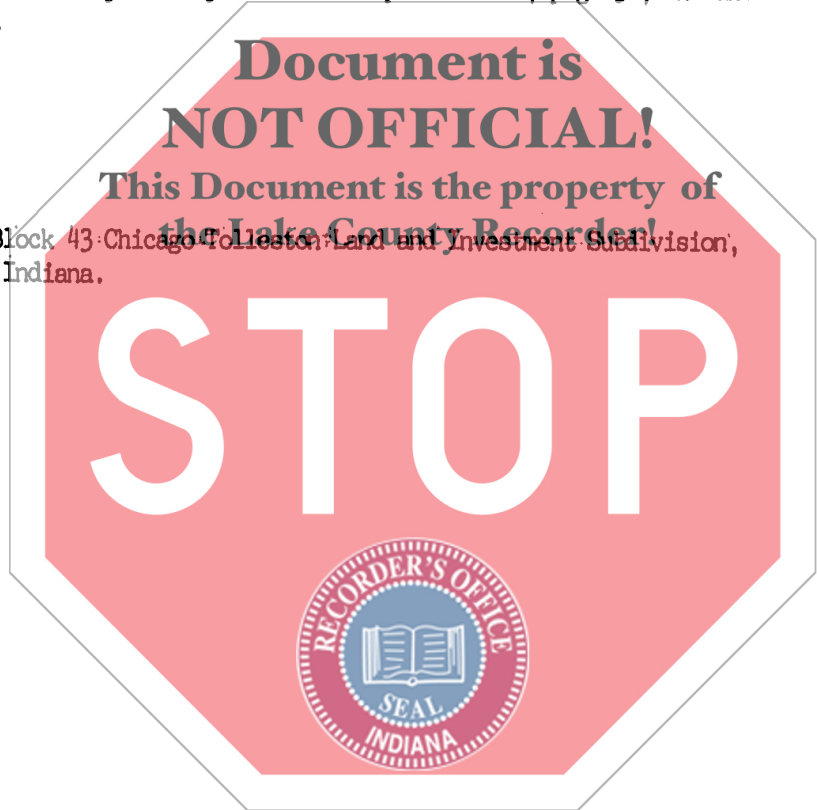 Document is
NOT OFFICIAL!
This Document is the property of
the Lake County Recorder!
Block 43 Chicago Tolleston Land and Investment Subdivision,
Indiana.
STOP
RECORDER'S OFFICE
SEAL
INDIANA